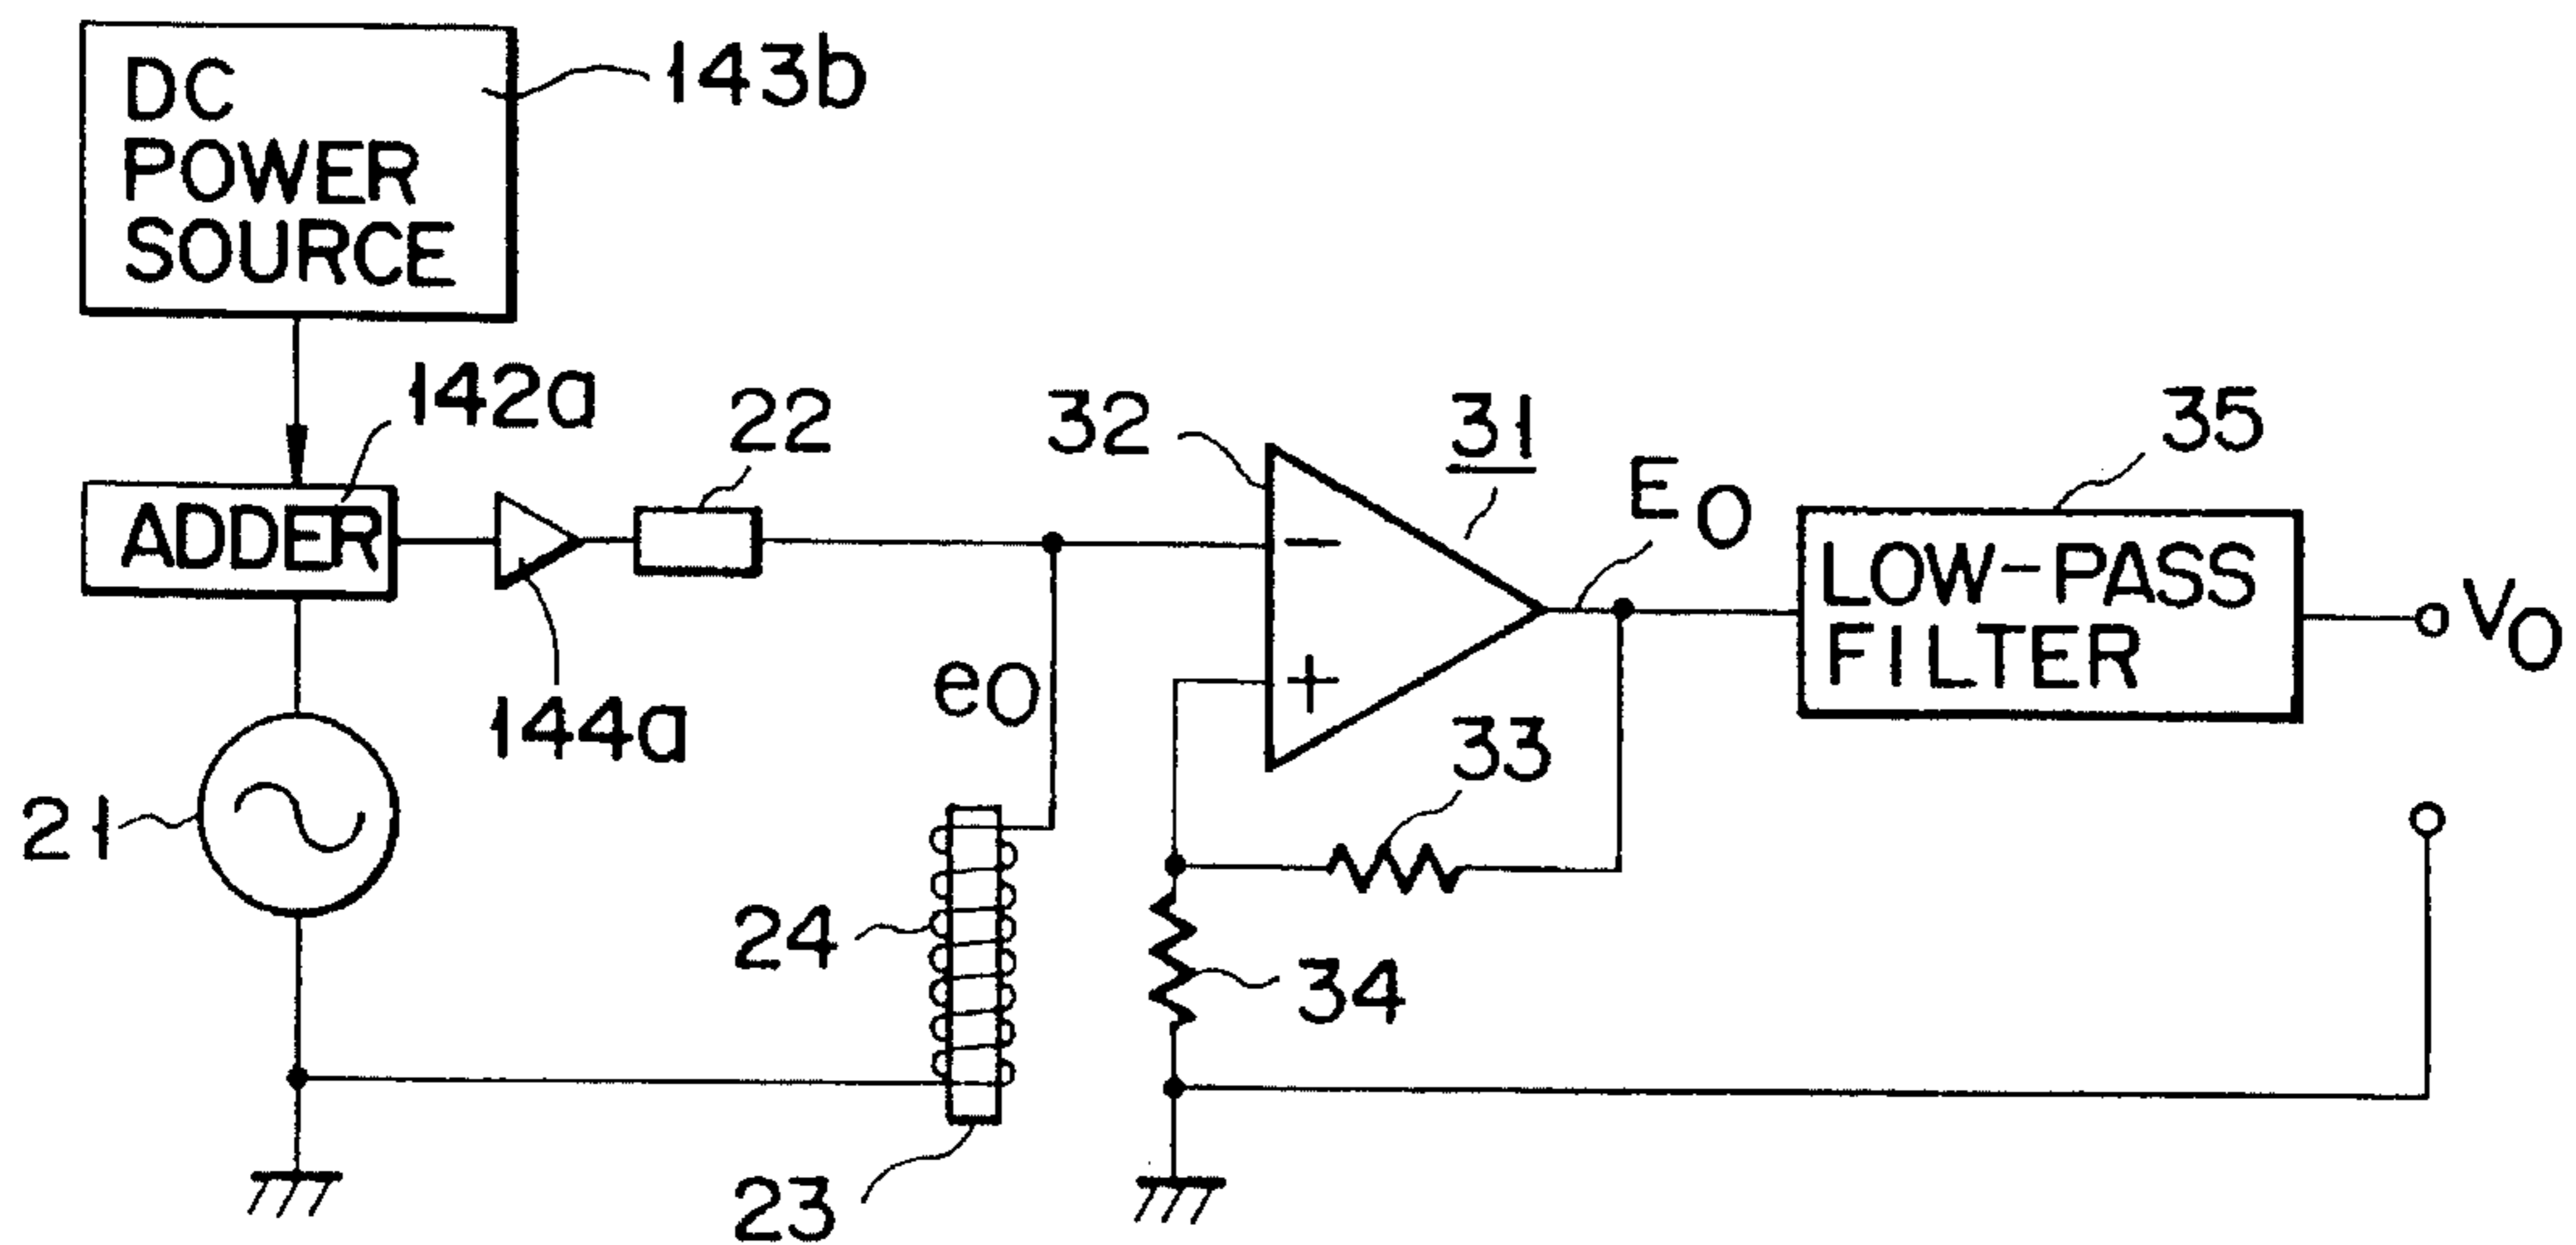 DC
POWER
SOURCE
143b
142a
ADDER
22
32
31
E0
35
LOW-PASS
FILTER
V0
144a
e0
-
+
21
33
24
34
23